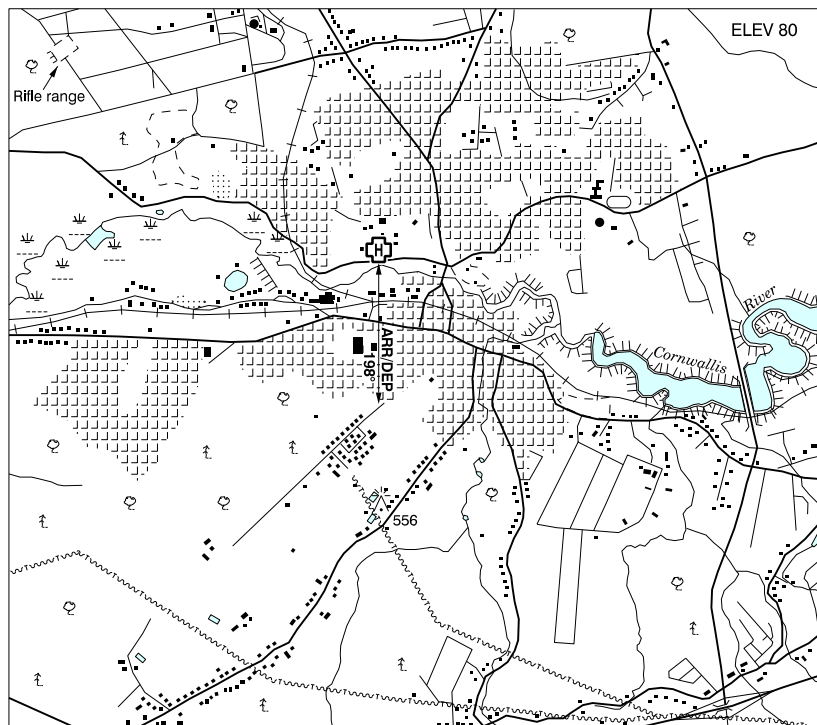 ELEV 80
Rifle range
H
River
Cornwallis
ARR DEP
198°
556